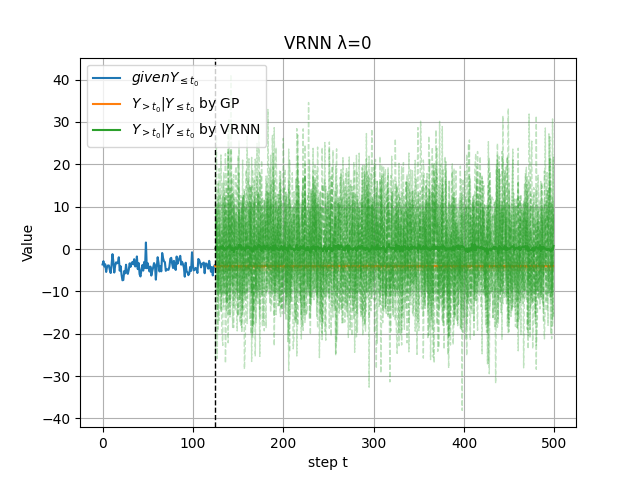 VRNN λ=0
given Y≤t₀
Y>t₀|Y≤t₀ by GP
Y>t₀|Y≤t₀ by VRNN
Value
40
30
20
10
0
−10
−20
−30
−40
0
100
200
300
400
500
step t